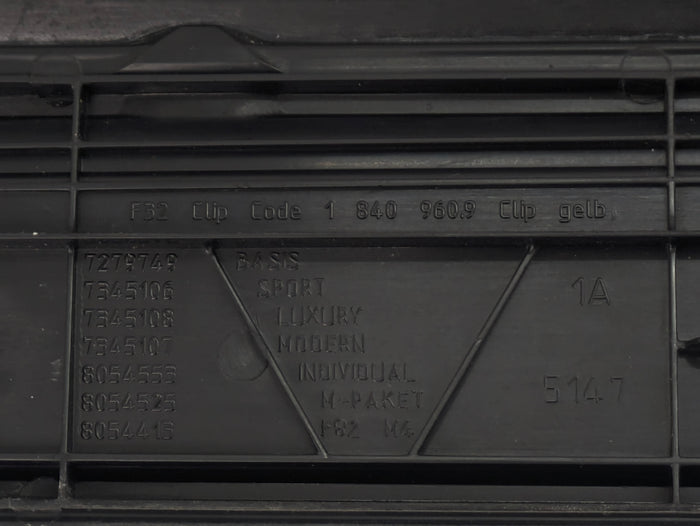 F32 Clip Code 1 840 960.9 Clip gelb
7279749 BASIS
7345106 SPORT 1A
7345108 LUXURY
7345107 MODERN
8054553 INDIVIDUAL 5147
8054525 M-PAKET
8054413 F82 M4